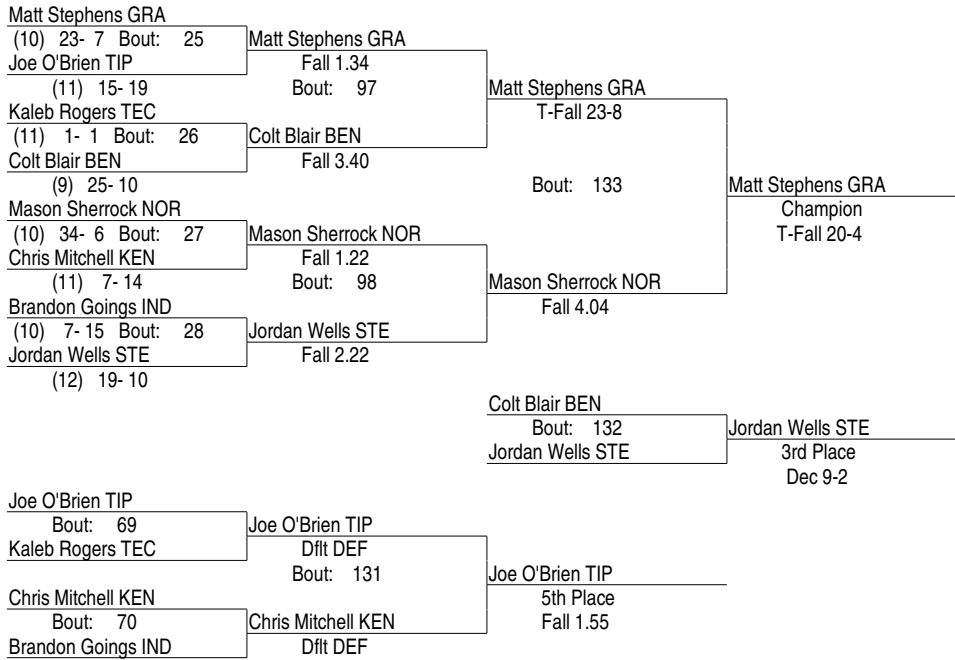 Matt Stephens GRA
(10) 23- 7 Bout: 25
Matt Stephens GRA
Joe O'Brien TIP
Fall 1.34
(11) 15- 19
Bout: 97
Matt Stephens GRA
Kaleb Rogers TEC
T-Fall 23-8
(11) 1- 1 Bout: 26
Colt Blair BEN
Colt Blair BEN
Fall 3.40
(9) 25- 10
Bout: 133
Matt Stephens GRA
Mason Sherrock NOR
Champion
(10) 34- 6 Bout: 27
Mason Sherrock NOR
T-Fall 20-4
Chris Mitchell KEN
Fall 1.22
(11) 7- 14
Bout: 98
Mason Sherrock NOR
Brandon Goings IND
Fall 4.04
(10) 7- 15 Bout: 28
Jordan Wells STE
Jordan Wells STE
Fall 2.22
(12) 19- 10
Colt Blair BEN
Bout: 132
Jordan Wells STE
Jordan Wells STE
3rd Place
Dec 9-2
Joe O'Brien TIP
Bout: 69
Joe O'Brien TIP
Kaleb Rogers TEC
Dflt DEF
Bout: 131
Joe O'Brien TIP
Chris Mitchell KEN
5th Place
Bout: 70
Chris Mitchell KEN
Fall 1.55
Brandon Goings IND
Dflt DEF